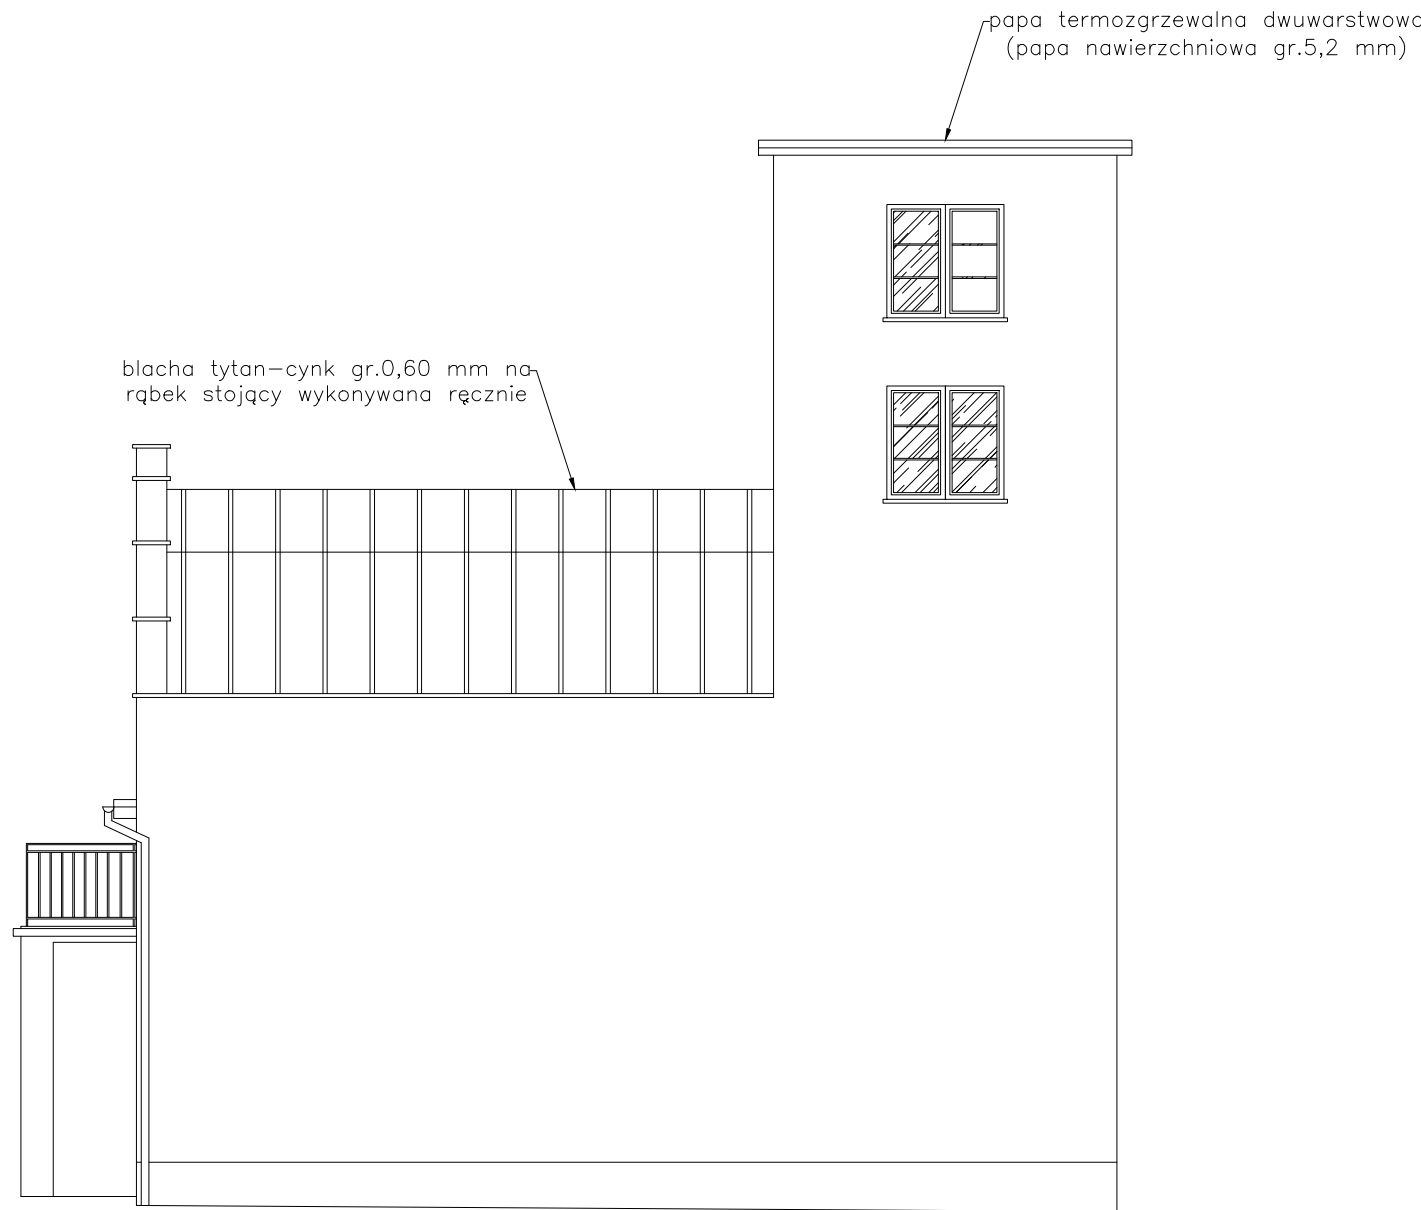 papa termozgrzewalna dwuwarstwowa
(papa nawierzchniowa gr.5,2 mm)
blacha tytan-cynk gr.0,60 mm na
rąbek stojący wykonywana ręcznie